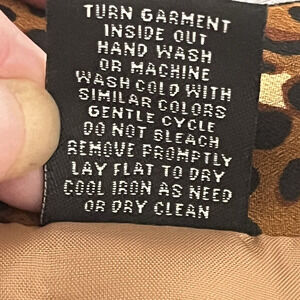 TURN GARMENT
INSIDE OUT
HAND WASH
OR MACHINE
WASH COLD WITH
SIMILAR COLORS
GENTLE CYCLE
DO NOT BLEACH
REMOVE PROMPTLY
LAY FLAT TO DRY
COOL IRON AS NEED
OR DRY CLEAN